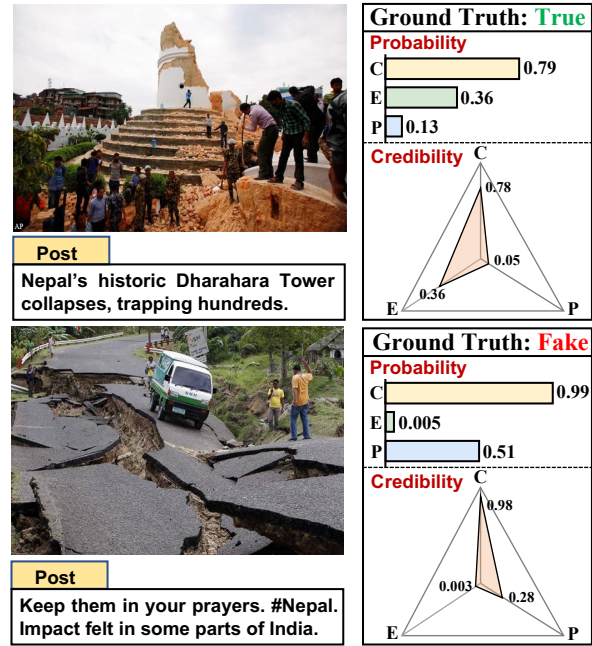 AP
Post
Nepal's historic Dharahara Tower
collapses, trapping hundreds.
Ground Truth: True
Probability
C 0.79
E 0.36
P 0.13
Credibility
C
0.78
0.05
0.36
E P
Post
Keep them in your prayers. #Nepal.
Impact felt in some parts of India.
Ground Truth: Fake
Probability
C 0.99
E 0.005
P 0.51
Credibility
C
0.98
0.003 0.28
E P